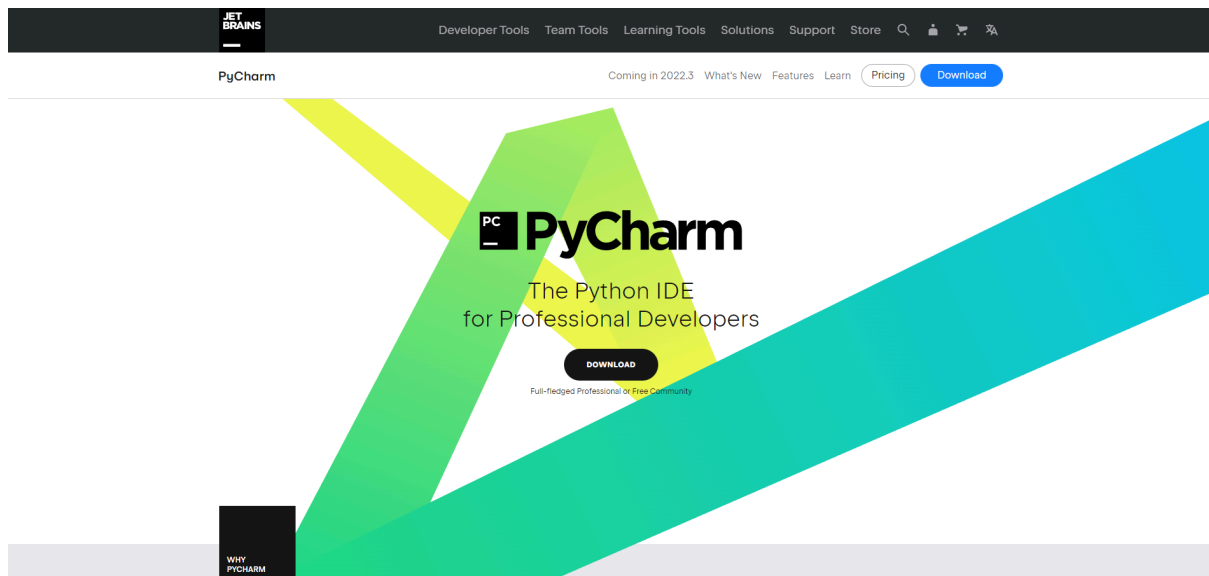 JET
BRAINS
Developer Tools Team Tools Learning Tools Solutions Support Store
PyCharm
Coming in 2022.3 What's New Features Learn Pricing Download
PC PyCharm
The Python IDE
for Professional Developers
DOWNLOAD
Full-fledged Professional or Free Community
WHY
PYCHARM